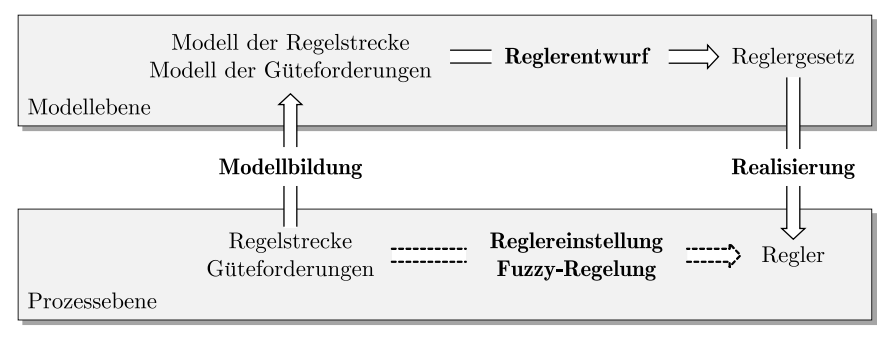 Modell der Regelstrecke
Modell der Güteforderungen
Reglerentwurf
Reglergesetz
Modellebene
Modellbildung
Realisierung
Regelstrecke
Güteforderungen
Reglereinstellung
Fuzzy-Regelung
Regler
Prozessebene